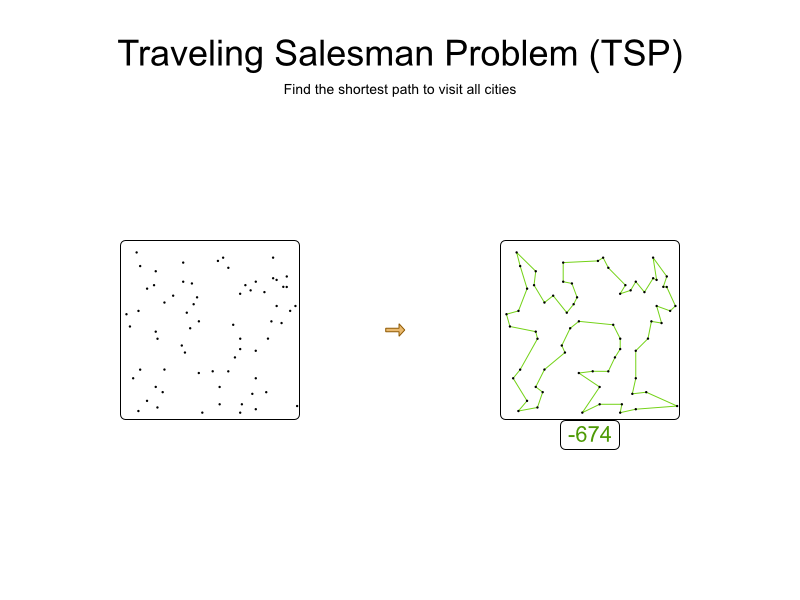 Traveling Salesman Problem (TSP)
Find the shortest path to visit all cities
-674